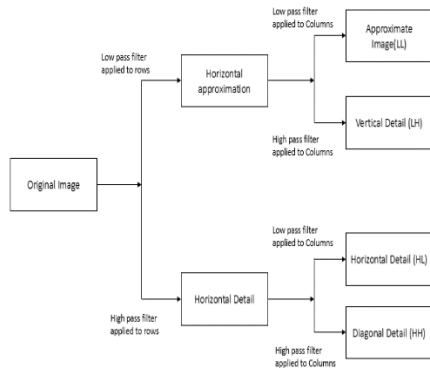 Low pass filter
applied to Columns
Approximate
Image(LL)
Low pass filter
applied to rows
Horizontal
approximation
Vertical Detail (LH)
High pass filter
applied to Columns
Original Image
Low pass filter
applied to Columns
Horizontal Detail (HL)
Horizontal Detail
High pass filter
applied to rows
Diagonal Detail (HH)
High pass filter
applied to Columns